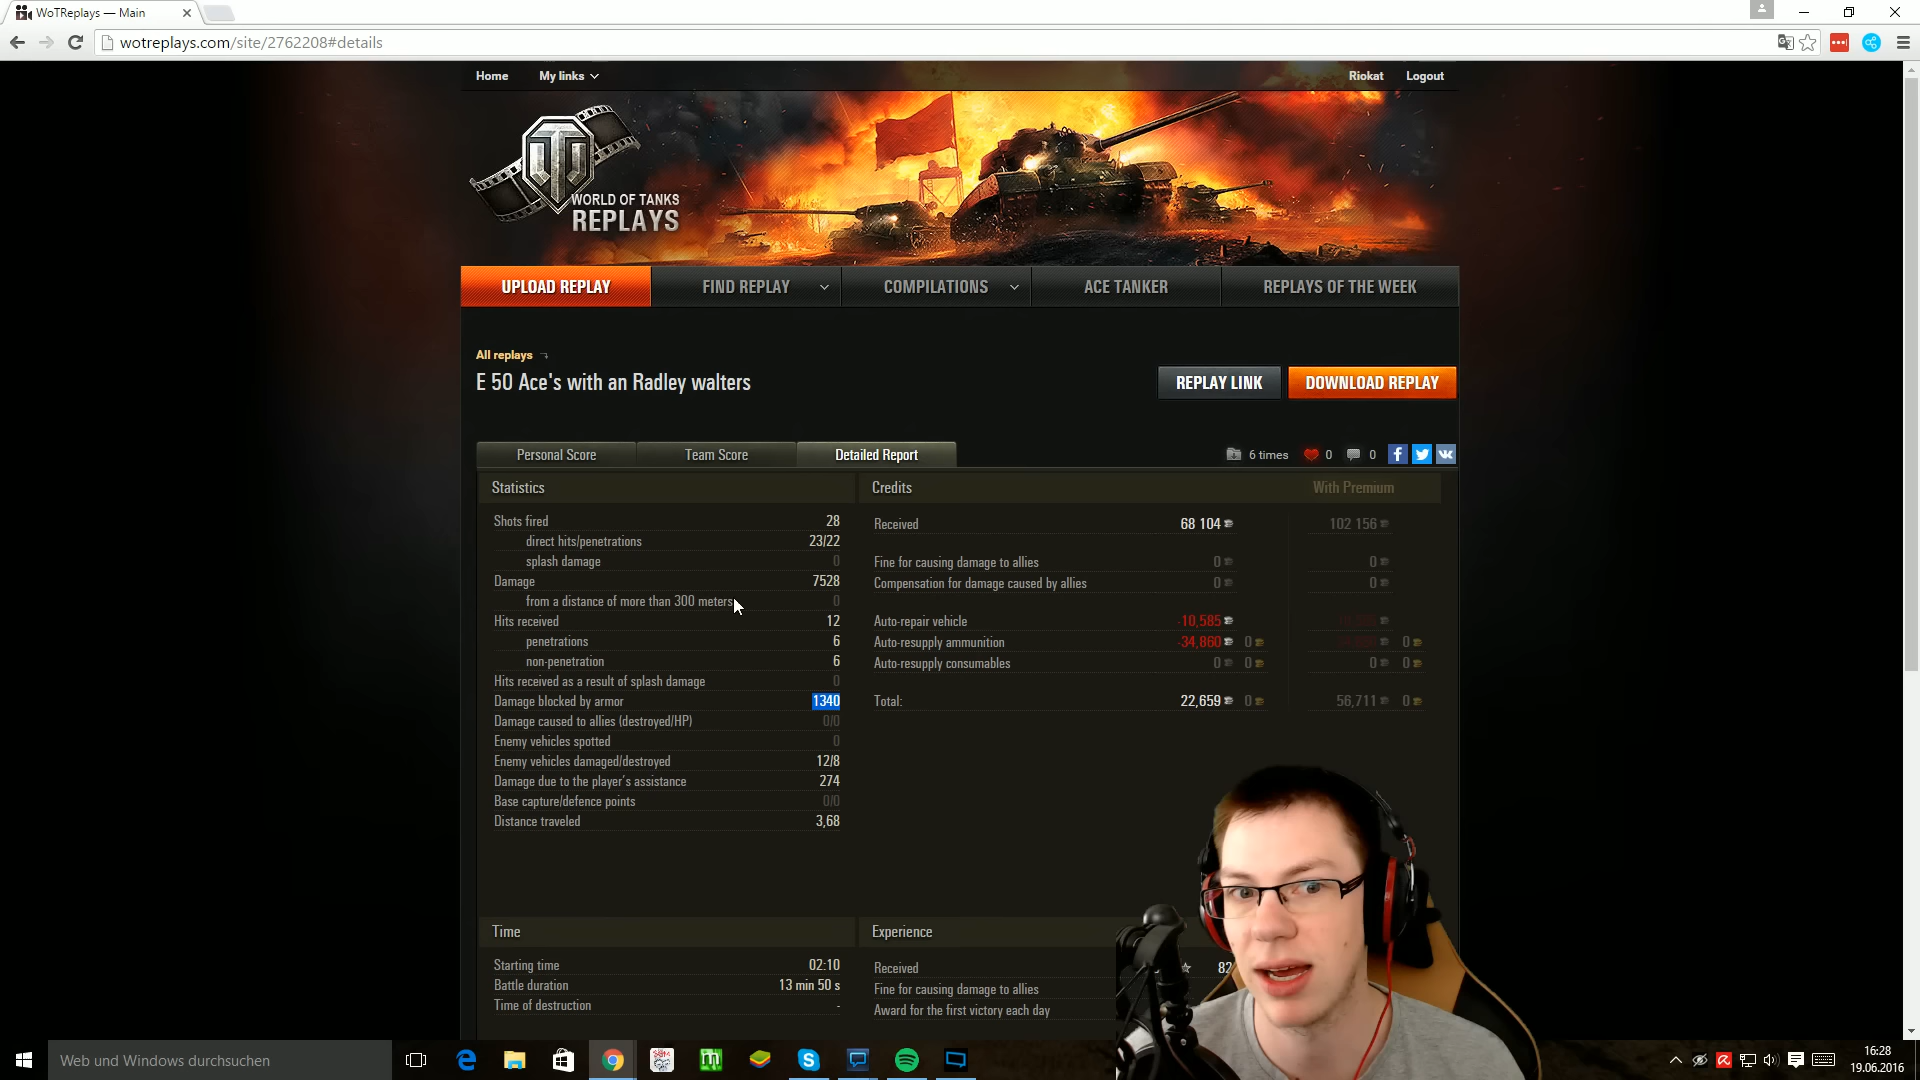 WoTReplays — Main
wotreplays.com/site/2762208#details
Home My links Riokat Logout
WORLD OF TANKS
REPLAYS
UPLOAD REPLAY FIND REPLAY COMPILATIONS ACE TANKER REPLAYS OF THE WEEK
All replays
E 50 Ace's with an Radley walters
REPLAY LINK DOWNLOAD REPLAY
Personal Score Team Score Detailed Report 6 times 0 0
Statistics
Shots fired 28
direct hits/penetrations 23/22
splash damage 0
Damage 7528
from a distance of more than 300 meters 0
Hits received 12
penetrations 6
non-penetration 6
Hits received as a result of splash damage 0
Damage blocked by armor 1340
Damage caused to allies (destroyed/HP) 0/0
Enemy vehicles spotted 0
Enemy vehicles damaged/destroyed 12/8
Damage due to the player's assistance 274
Base capture/defence points 0/0
Distance traveled 3,68
Credits With Premium
Received 68 104 102 156
Fine for causing damage to allies 0 0
Compensation for damage caused by allies 0 0
Auto-repair vehicle -10,585
Auto-resupply ammunition -34,860 0 0
Auto-resupply consumables 0 0 0 0
Total: 22,659 0 56,711 0
Time
Starting time 02:10
Battle duration 13 min 50 s
Time of destruction -
Experience
Received 82
Fine for causing damage to allies
Award for the first victory each day
Web und Windows durchsuchen
16:28
19.06.2016